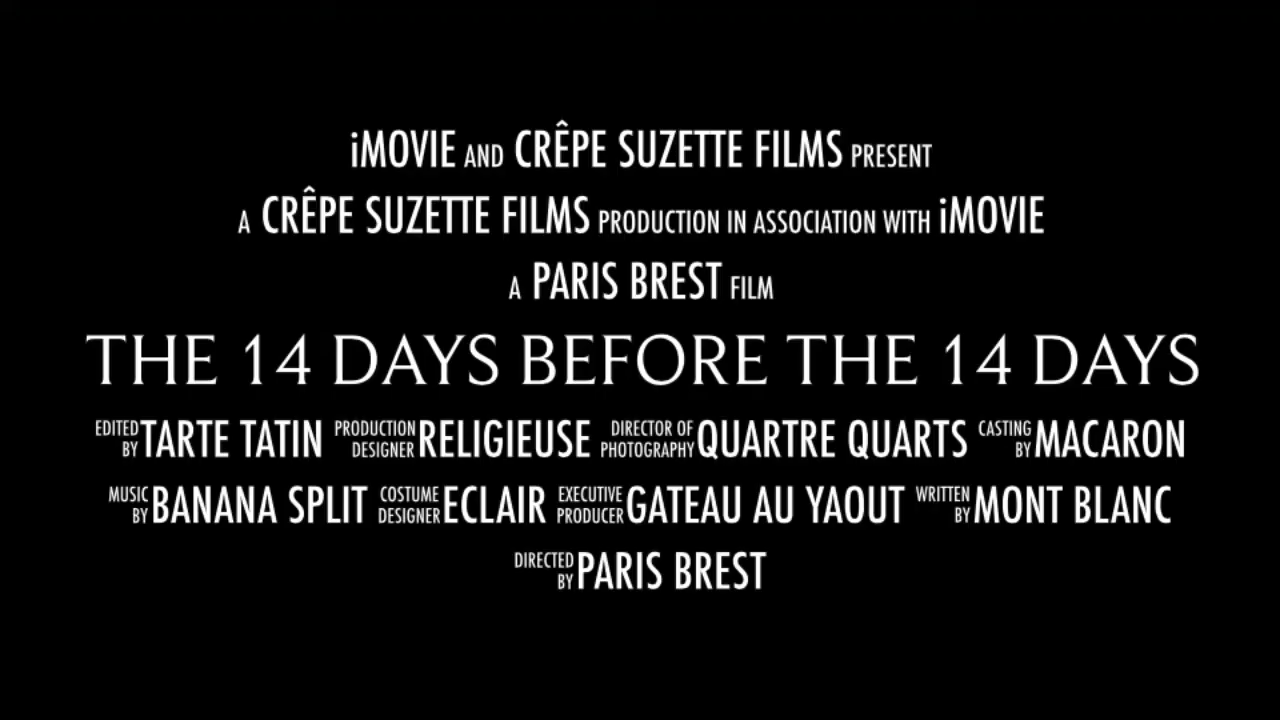 iMOVIE AND CRÊPE SUZETTE FILMS PRESENT
A CRÊPE SUZETTE FILMS PRODUCTION IN ASSOCIATION WITH iMOVIE
A PARIS BREST FILM
THE 14 DAYS BEFORE THE 14 DAYS
EDITED BY TARTE TATIN PRODUCTION DESIGNER RELIGIEUSE DIRECTOR OF PHOTOGRAPHY QUARTRE QUARTS CASTING BY MACARON
MUSIC BY BANANA SPLIT COSTUME DESIGNER ECLAIR EXECUTIVE PRODUCER GATEAU AU YAOUT WRITTEN BY MONT BLANC
DIRECTED BY PARIS BREST